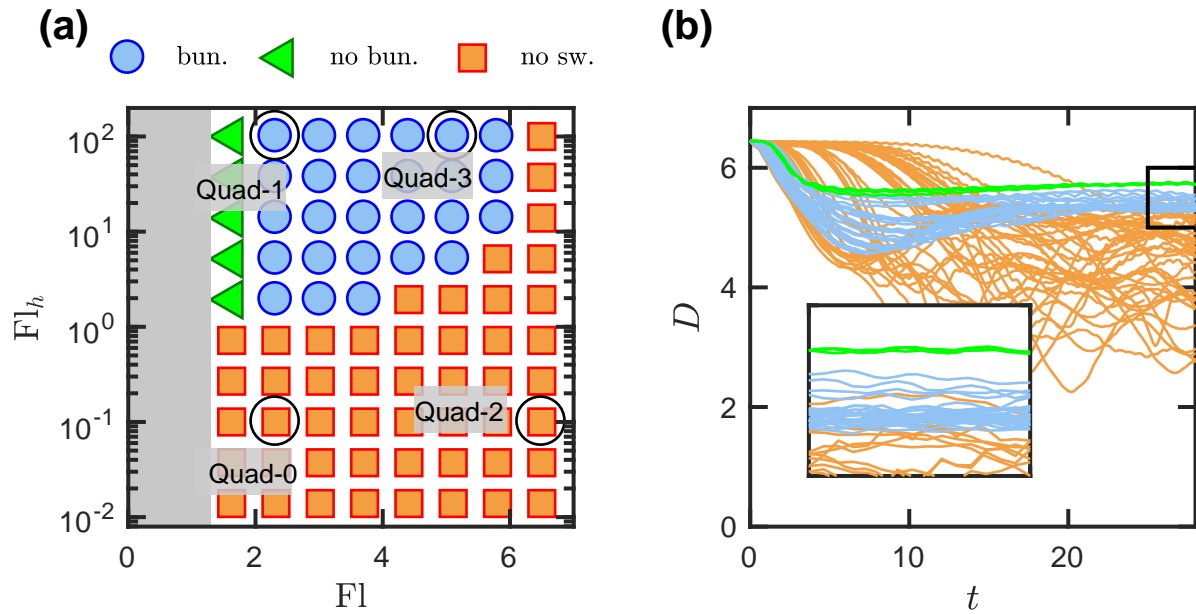 (a)
bun.
no bun.
no sw.
Fl_h
10^2
10^1
10^0
10^-1
10^-2
Quad-1
Quad-3
Quad-2
Quad-0
0
2
4
6
Fl
(b)
D
6
4
2
0
0
10
20
t